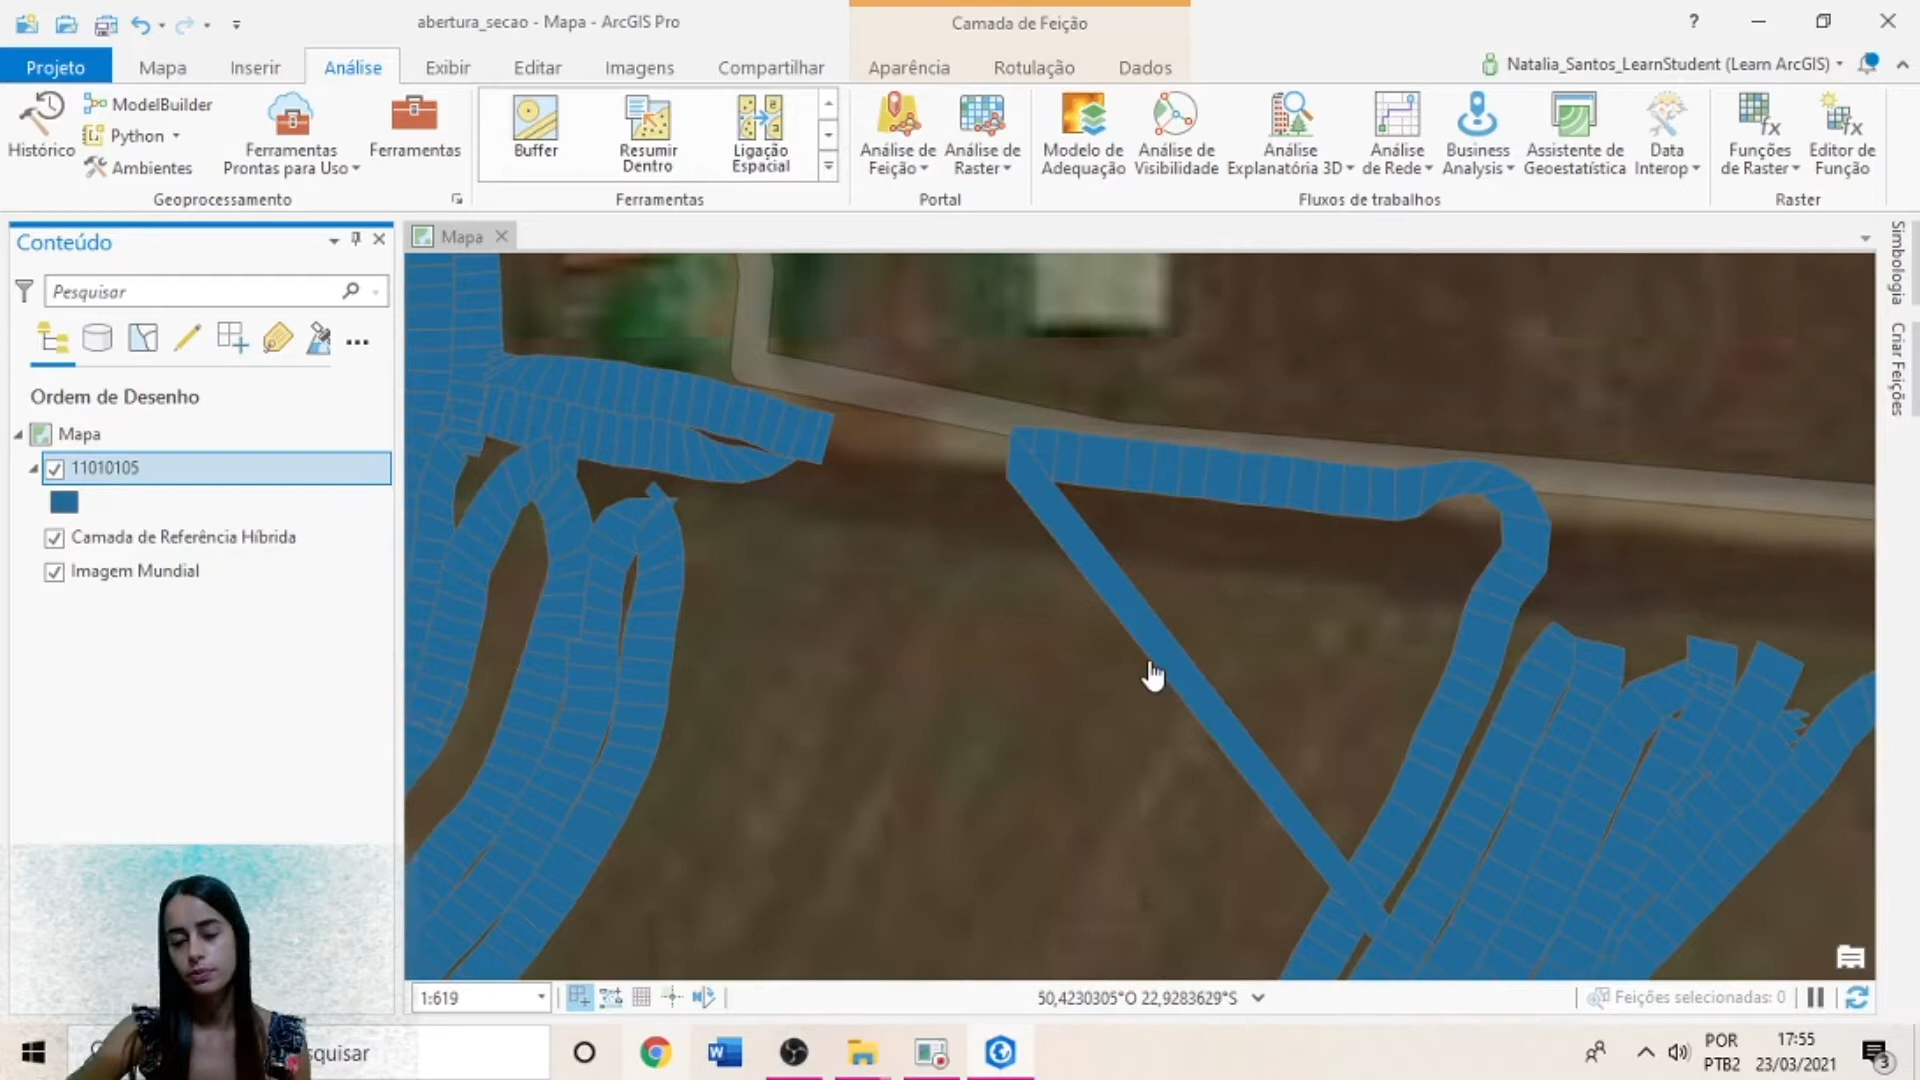 abertura_secao - Mapa - ArcGIS Pro
Camada de Feição
?
Projeto
Mapa
Inserir
Análise
Exibir
Editar
Imagens
Compartilhar
Aparência
Rotulação
Dados
Natalia_Santos_LearnStudent (Learn ArcGIS)
Histórico
ModelBuilder
Python
Ambientes
Ferramentas
Prontas para Uso
Ferramentas
Buffer
Resumir
Dentro
Ligação
Espacial
Análise de
Feição
Análise de
Raster
Modelo de
Adequação
Análise de
Visibilidade
Análise
Explanatória 3D
Análise
de Rede
Business
Analysis
Assistente de
Geoestatística
Data
Interop
Funções
de Raster
Editor de
Função
Geoprocessamento
Ferramentas
Portal
Fluxos de trabalhos
Raster
Conteúdo
Mapa
Pesquisar
Ordem de Desenho
Mapa
11010105
Camada de Referência Híbrida
Imagem Mundial
Simbologia
Criar Feições
1:619
50,4230305°O 22,9283629°S
Feições selecionadas: 0
squisar
POR
PTB2
17:55
23/03/2021
3